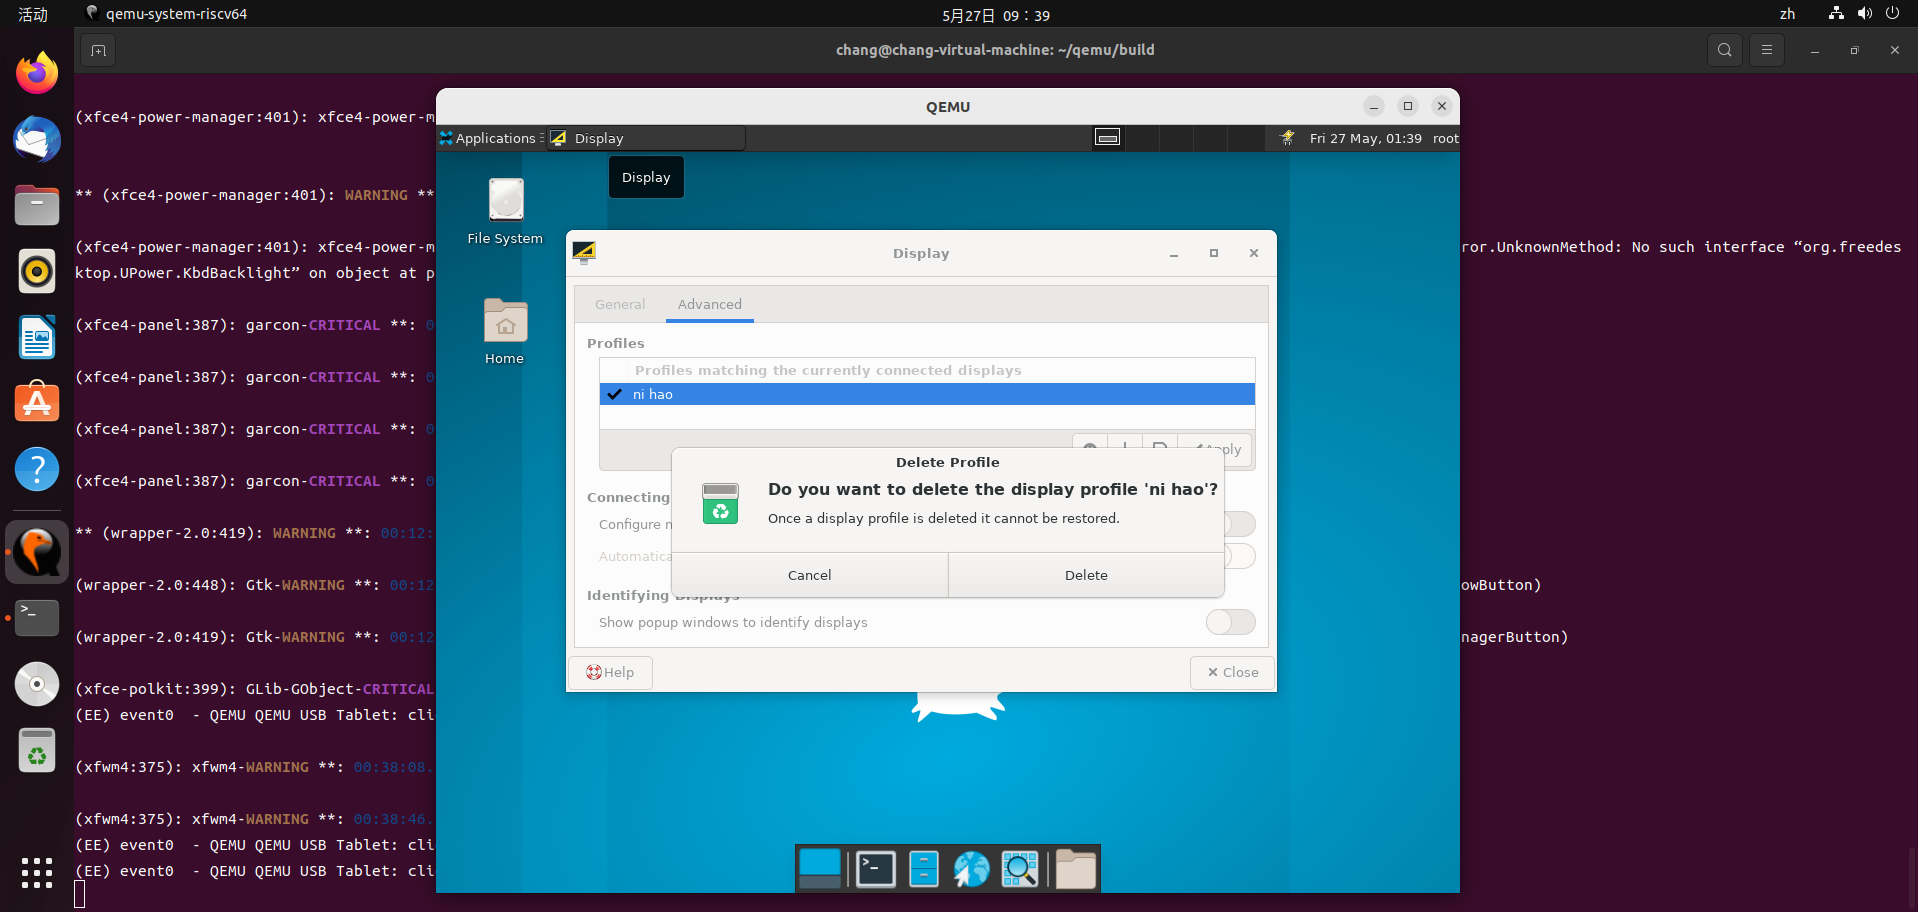 活动
qemu-system-riscv64
5月27日 09：39
zh
chang@chang-virtual-machine: ~/qemu/build
(xfce4-power-manager:401): xfce4-power-m
** (xfce4-power-manager:401): WARNING **
(xfce4-power-manager:401): xfce4-power-m
ror.UnknownMethod: No such interface “org.freedes
ktop.UPower.KbdBacklight” on object at p
(xfce4-panel:387): garcon-CRITICAL **: 0
(xfce4-panel:387): garcon-CRITICAL **: 0
(xfce4-panel:387): garcon-CRITICAL **: 0
(xfce4-panel:387): garcon-CRITICAL **: 0
** (wrapper-2.0:419): WARNING **: 00:12:
(wrapper-2.0:448): Gtk-WARNING **: 00:12
owButton)
(wrapper-2.0:419): Gtk-WARNING **: 00:12
nagerButton)
(xfce-polkit:399): GLib-GObject-CRITICAL
(EE) event0  - QEMU QEMU USB Tablet: cli
(xfwm4:375): xfwm4-WARNING **: 00:38:08.
(xfwm4:375): xfwm4-WARNING **: 00:38:46.
(EE) event0  - QEMU QEMU USB Tablet: cli
(EE) event0  - QEMU QEMU USB Tablet: cli
QEMU
Applications
Display
Fri 27 May, 01:39
root
Display
File System
Home
Display
General
Advanced
Profiles
Profiles matching the currently connected displays
ni hao
Delete Profile
Do you want to delete the display profile 'ni hao'?
Once a display profile is deleted it cannot be restored.
Cancel
Delete
Connecting
Configure n
Automatica
Identifying Displays
Show popup windows to identify displays
Help
Close